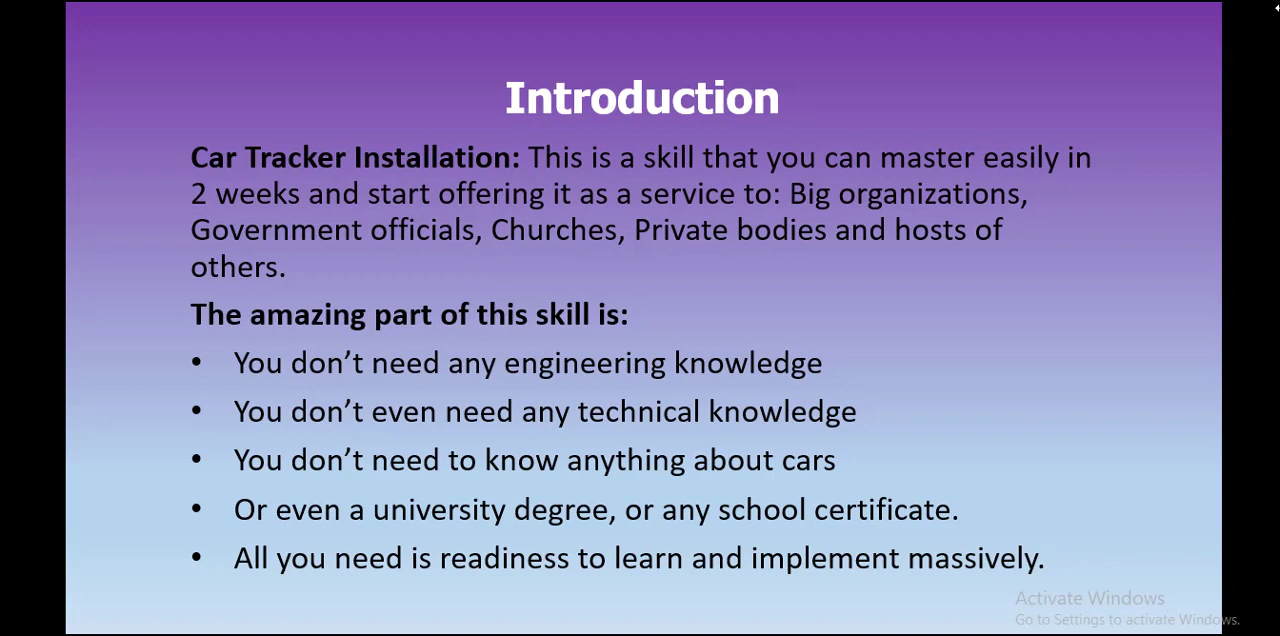 Introduction
Car Tracker Installation: This is a skill that you can master easily in
2 weeks and start offering it as a service to: Big organizations,
Government officials, Churches, Private bodies and hosts of
others.
The amazing part of this skill is:
• You don’t need any engineering knowledge
• You don’t even need any technical knowledge
• You don’t need to know anything about cars
• Or even a university degree, or any school certificate.
• All you need is readiness to learn and implement massively.
Activate Windows
Go to Settings to activate Windows.